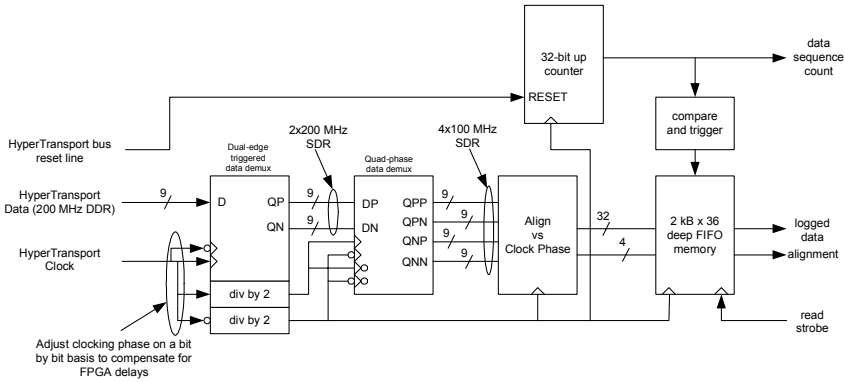 32-bit up
counter
RESET
data
sequence
count
compare
and trigger
HyperTransport bus
reset line
2x200 MHz
SDR
4x100 MHz
SDR
Dual-edge
triggered
data demux
Quad-phase
data demux
HyperTransport
Data (200 MHz DDR)
9
D
QP
QN
9
9
DP
DN
QPP
QPN
QNP
QNN
9
9
9
9
Align
vs
Clock Phase
32
4
2 kB x 36
deep FIFO
memory
logged
data
alignment
HyperTransport
Clock
div by 2
div by 2
read
strobe
Adjust clocking phase on a bit
by bit basis to compensate for
FPGA delays